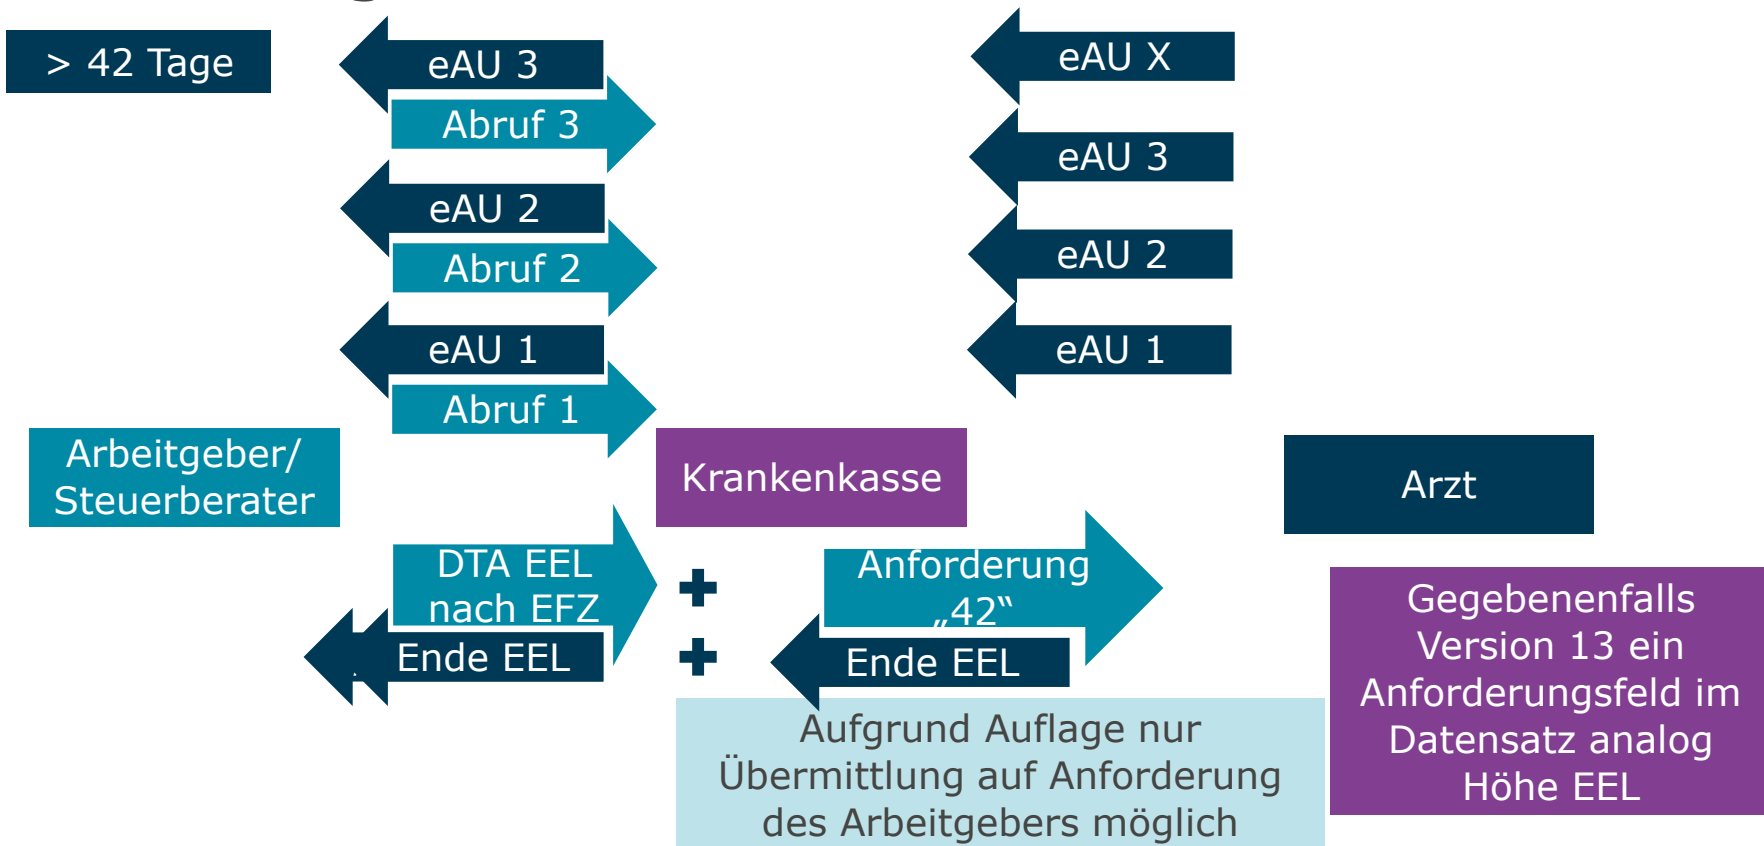 > 42 Tage
eAU 3
eAU X
Abruf 3
eAU 3
eAU 2
Abruf 2
eAU 2
eAU 1
eAU 1
Abruf 1
Arbeitgeber/
Steuerberater
Krankenkasse
Arzt
DTA EEL
nach EFZ
+
Anforderung
„42“
Ende EEL
+
Ende EEL
Aufgrund Auflage nur
Übermittlung auf Anforderung
des Arbeitgebers möglich
Gegebenenfalls
Version 13 ein
Anforderungsfeld im
Datensatz analog
Höhe EEL